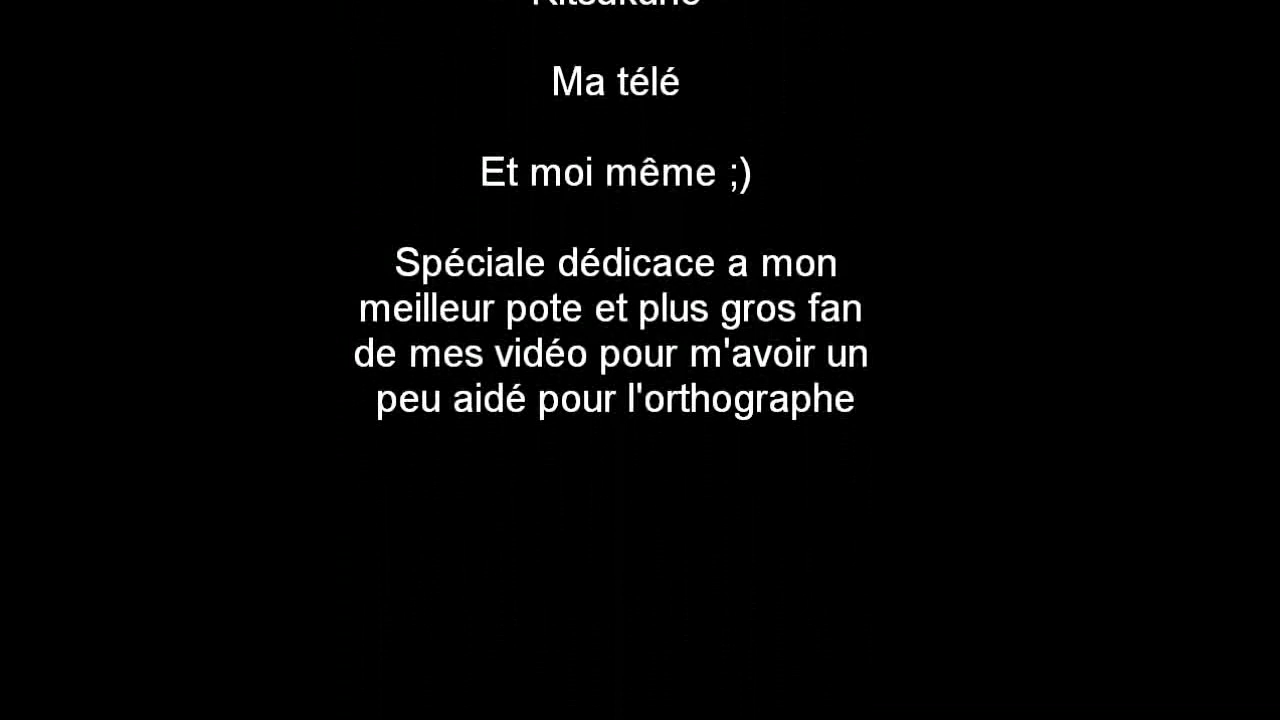 Ma télé
Et moi même ;)
Spéciale dédicace a mon
meilleur pote et plus gros fan
de mes vidéo pour m'avoir un
peu aidé pour l'orthographe